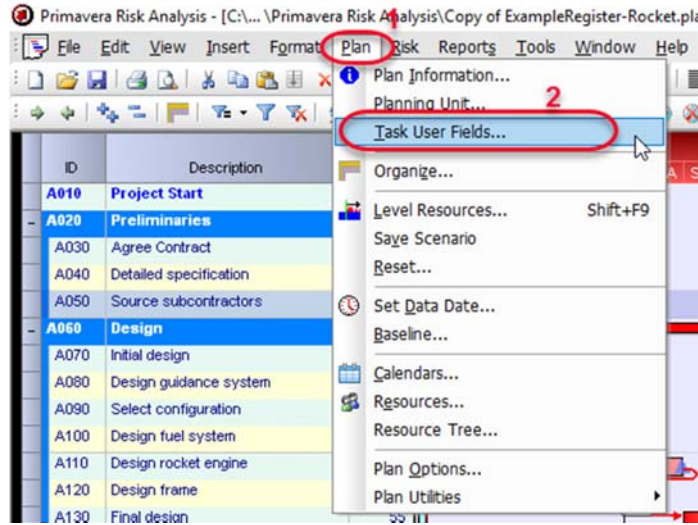 Primavera Risk Analysis - [C:\... \Primavera Risk Analysis\Copy of ExampleRegister-Rocket.pla
1
File Edit View Insert Format Plan Risk Reports Tools Window Help
Plan Information...
Planning Unit...
2
Task User Fields...
Organize...
Level Resources... Shift+F9
Save Scenario
Reset...
Set Data Date...
Baseline...
Calendars...
Resources...
Resource Tree...
Plan Options...
Plan Utilities
ID Description
A010 Project Start
A020 Preliminaries
A030 Agree Contract
A040 Detailed specification
A050 Source subcontractors
A060 Design
A070 Initial design
A080 Design guidance system
A090 Select configuration
A100 Design fuel system
A110 Design rocket engine
A120 Design frame
A130 Final design 55
A S